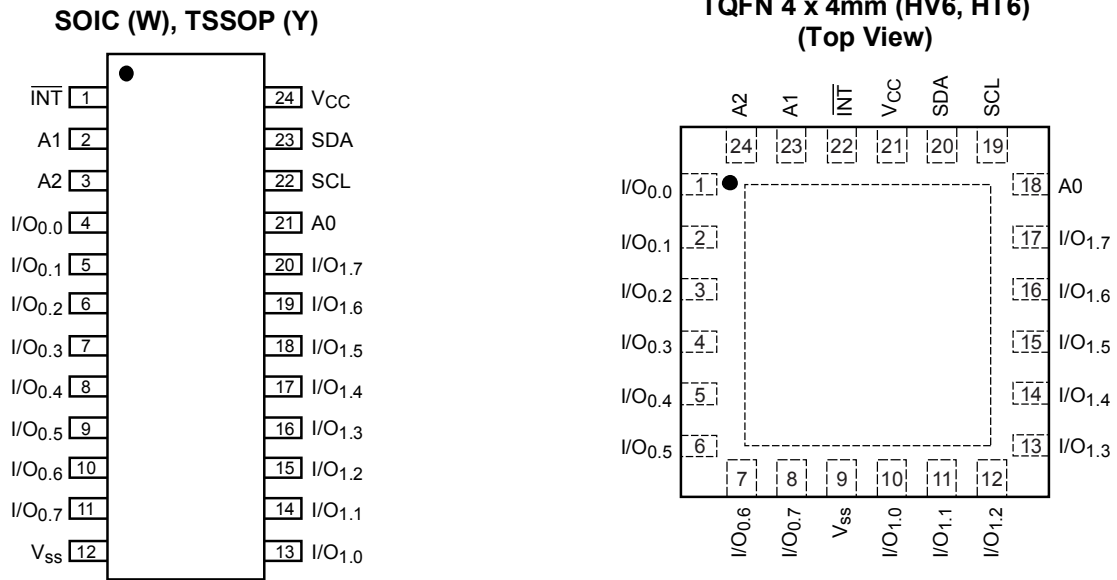 SOIC (W), TSSOP (Y)
INT 1 24 VCC
A1 2 23 SDA
A2 3 22 SCL
I/O0.0 4 21 A0
I/O0.1 5 20 I/O1.7
I/O0.2 6 19 I/O1.6
I/O0.3 7 18 I/O1.5
I/O0.4 8 17 I/O1.4
I/O0.5 9 16 I/O1.3
I/O0.6 10 15 I/O1.2
I/O0.7 11 14 I/O1.1
Vss 12 13 I/O1.0
TQFN 4 x 4mm (HV6, HT6)
(Top View)
A2 A1 INT VCC SDA SCL
24 23 22 21 20 19
I/O0.0 1 18 A0
I/O0.1 2 17 I/O1.7
I/O0.2 3 16 I/O1.6
I/O0.3 4 15 I/O1.5
I/O0.4 5 14 I/O1.4
I/O0.5 6 13 I/O1.3
7 8 9 10 11 12
I/O0.6 I/O0.7 Vss I/O1.0 I/O1.1 I/O1.2